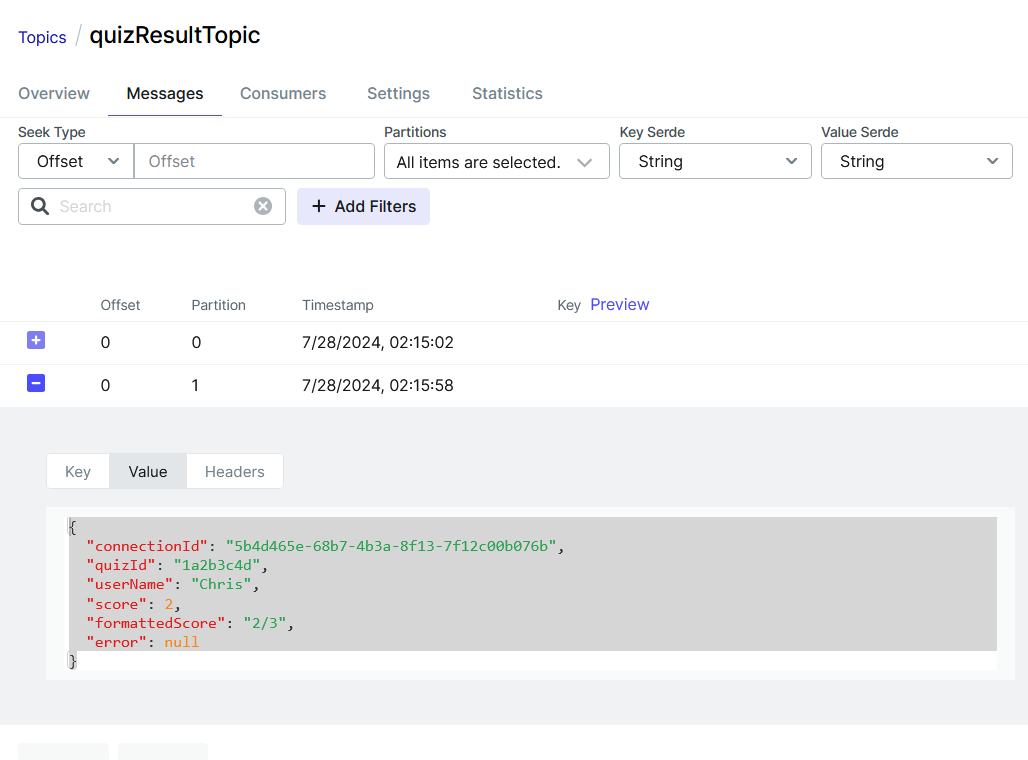 Topics / quizResultTopic
Overview Messages Consumers Settings Statistics
Seek Type Partitions Key Serde Value Serde
Offset Offset All items are selected. String String
Search + Add Filters
Offset Partition Timestamp Key Preview
0 0 7/28/2024, 02:15:02
0 1 7/28/2024, 02:15:58
Key Value Headers
{
"connectionId": "5b4d465e-68b7-4b3a-8f13-7f12c00b076b",
"quizId": "1a2b3c4d",
"userName": "Chris",
"score": 2,
"formattedScore": "2/3",
"error": null
}